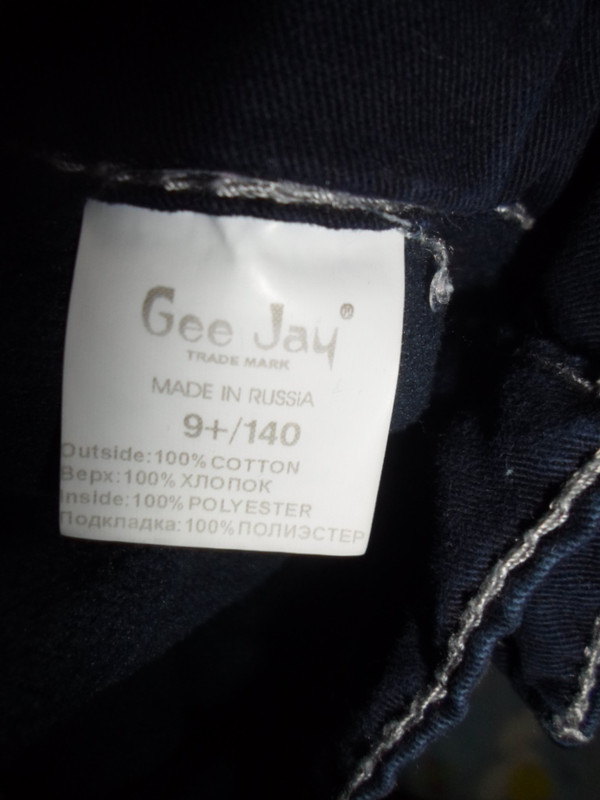 Gee Jay®
TRADE MARK
MADE IN RUSSIA
9+/140
Outside:100% COTTON
Верх:100% ХЛОПОК
Inside:100% POLYESTER
Подкладка:100% ПОЛИЭСТЕР